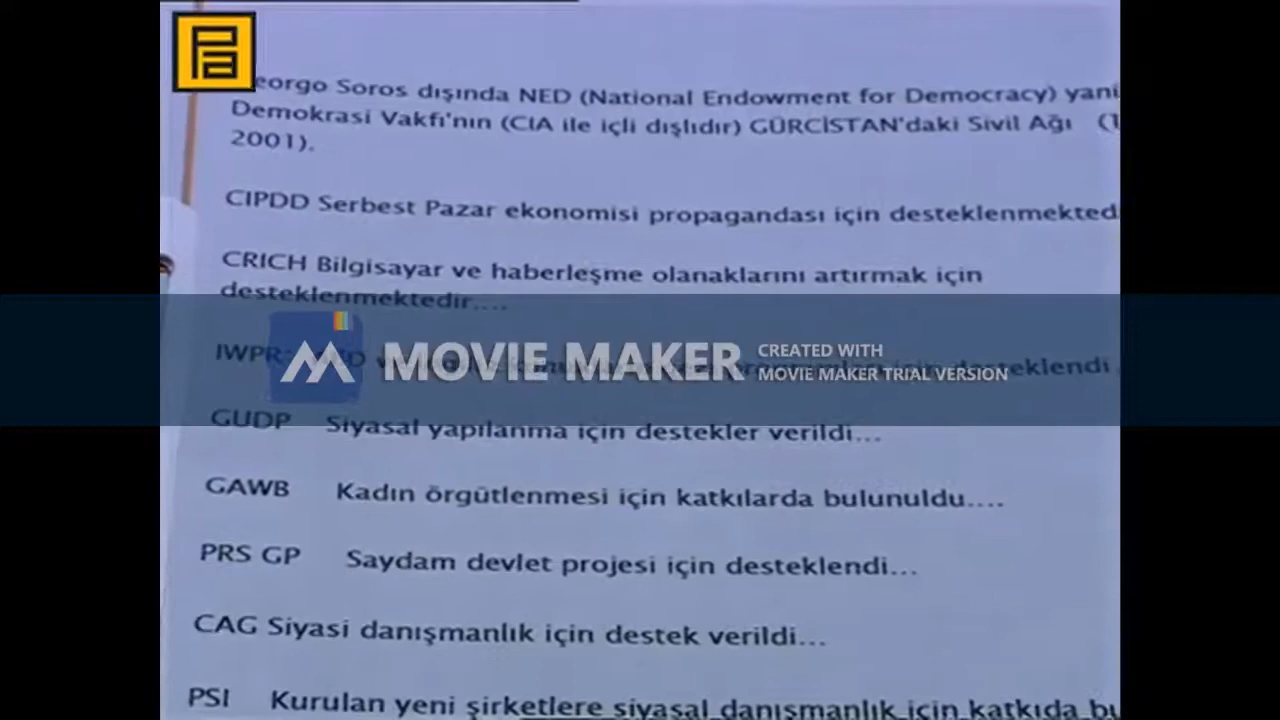 eorgo Soros dışında NED (National Endowment for Democracy) yani
Demokrasi Vakfı'nın (CIA ile içli dışlıdır) GÜRCİSTAN'daki Sivil Ağı (1
2001).
CIPDD Serbest Pazar ekonomisi propagandası için desteklenmekted
CRICH Bilgisayar ve haberleşme olanaklarını artırmak için
desteklenmektedir....
IWPR için desteklendi
MOVIE MAKER
CREATED WITH
MOVIE MAKER TRIAL VERSION
GUDP Siyasal yapılanma için destekler verildi...
GAWB Kadın örgütlenmesi için katkılarda bulunuldu....
PRS GP Saydam devlet projesi için desteklendi...
CAG Siyasi danışmanlık için destek verildi...
PSI Kurulan yeni şirketlere siyasal danışmanlık için katkıda bu